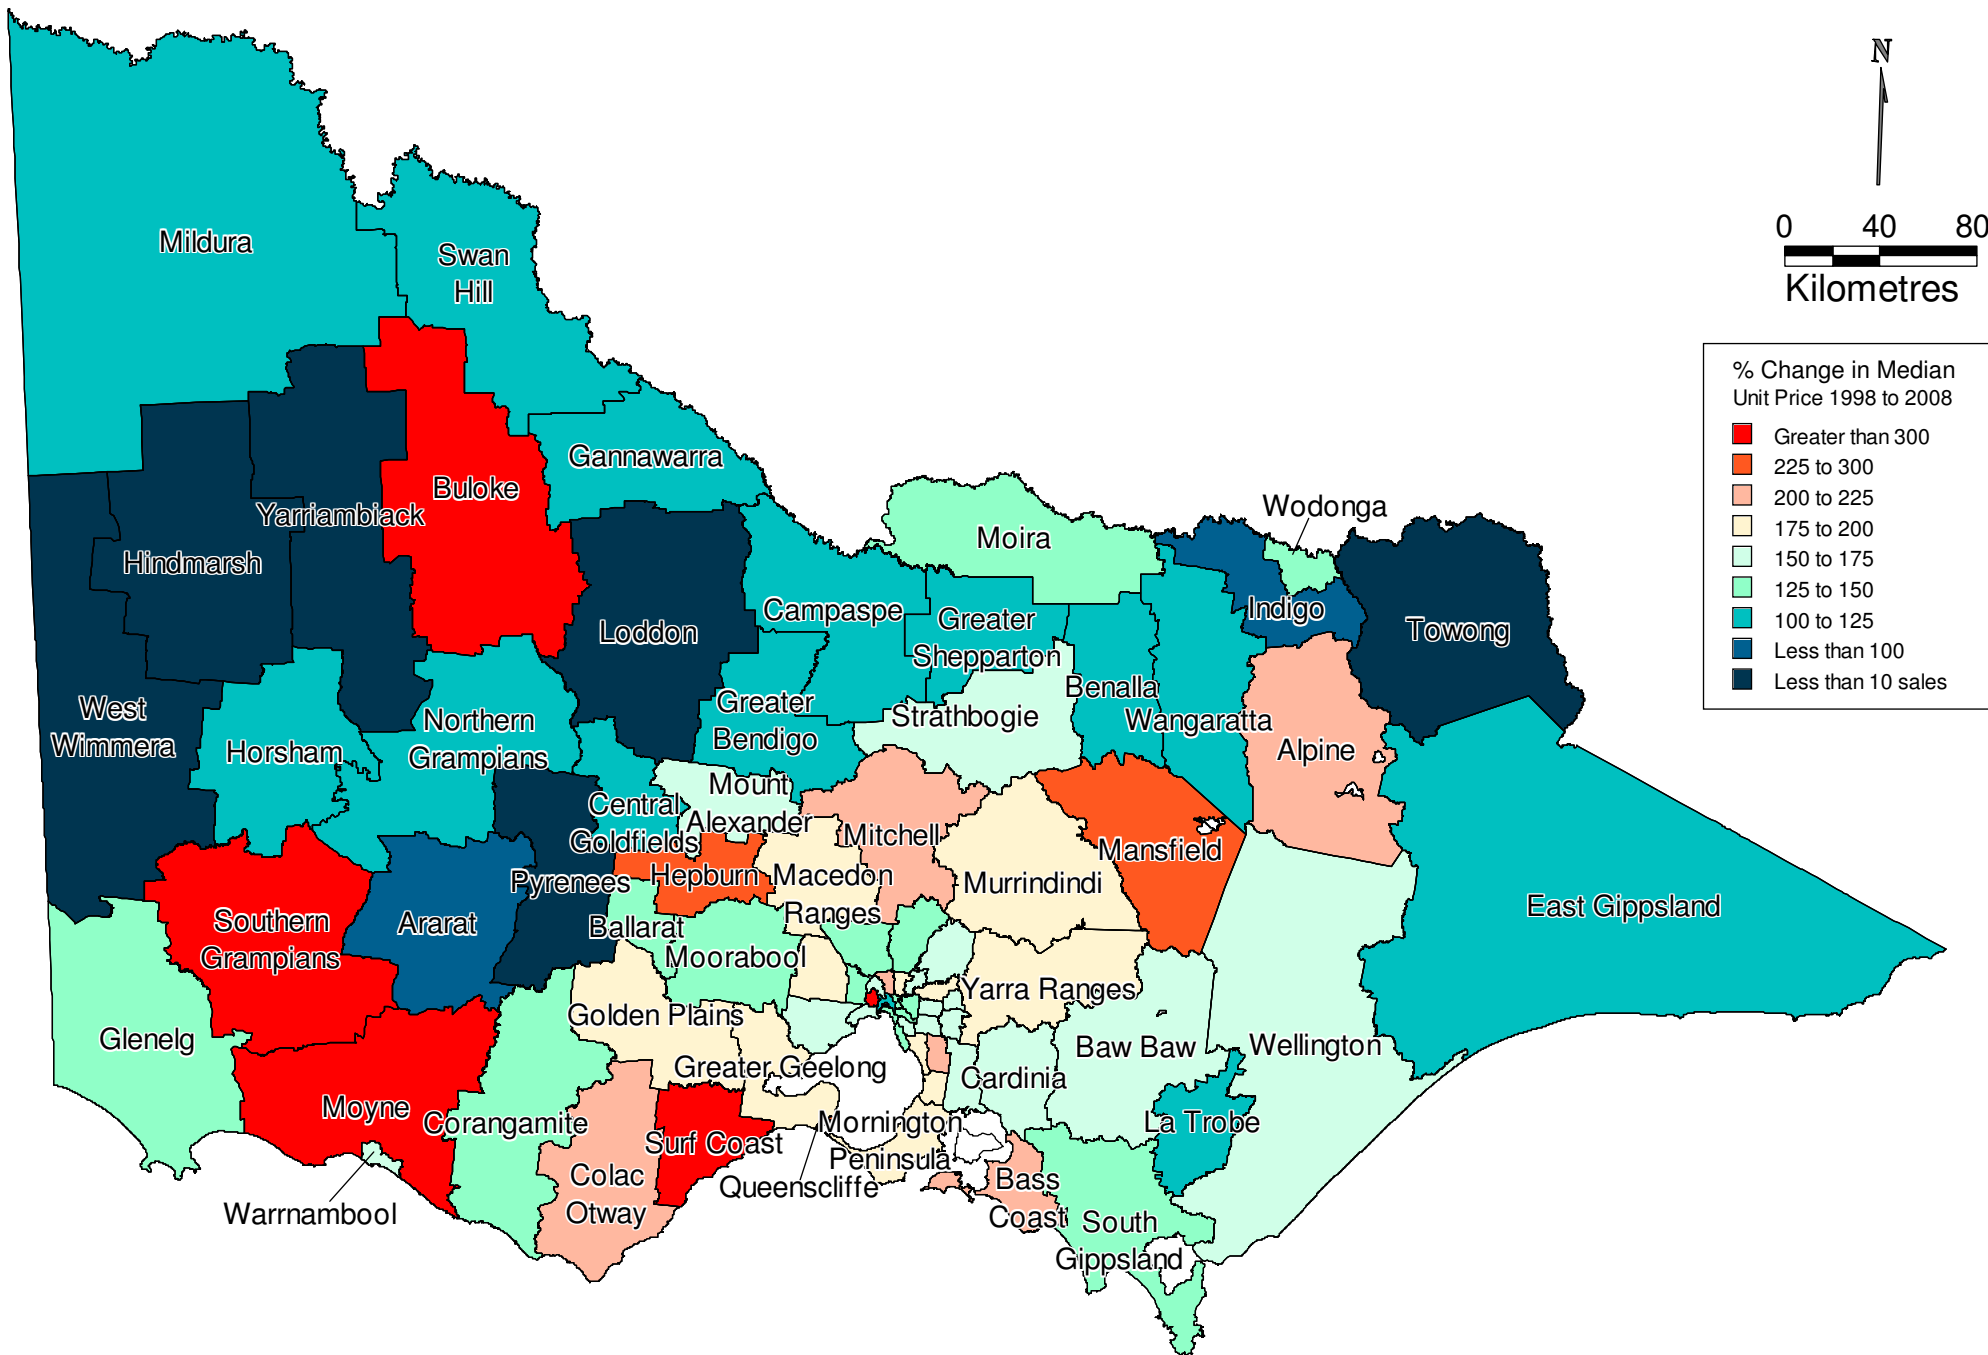 N
0 40 80
Kilometres
% Change in Median
Unit Price 1998 to 2008
Greater than 300
225 to 300
200 to 225
175 to 200
150 to 175
125 to 150
100 to 125
Less than 100
Less than 10 sales
Mildura
Swan
Hill
Gannawarra
Buloke
Yarriambiack
Hindmarsh
West
Wimmera
Horsham
Northern
Grampians
Loddon
Campaspe
Greater
Shepparton
Moira
Wodonga
Indigo
Towong
Benalla
Wangaratta
Alpine
Strathbogie
Greater
Bendigo
Mount
Alexander
Central
Goldfields
Mitchell
Mansfield
Hepburn
Macedon
Ranges
Murrindindi
Pyrenees
Ararat
Southern
Grampians
Ballarat
Moorabool
East Gippsland
Yarra Ranges
Golden Plains
Glenelg
Greater Geelong
Baw Baw
Wellington
Cardinia
Moyne
Corangamite
Surf Coast
Mornington
Peninsula
La Trobe
Colac
Otway
Queenscliffe
Bass
Coast
Warrnambool
South
Gippsland